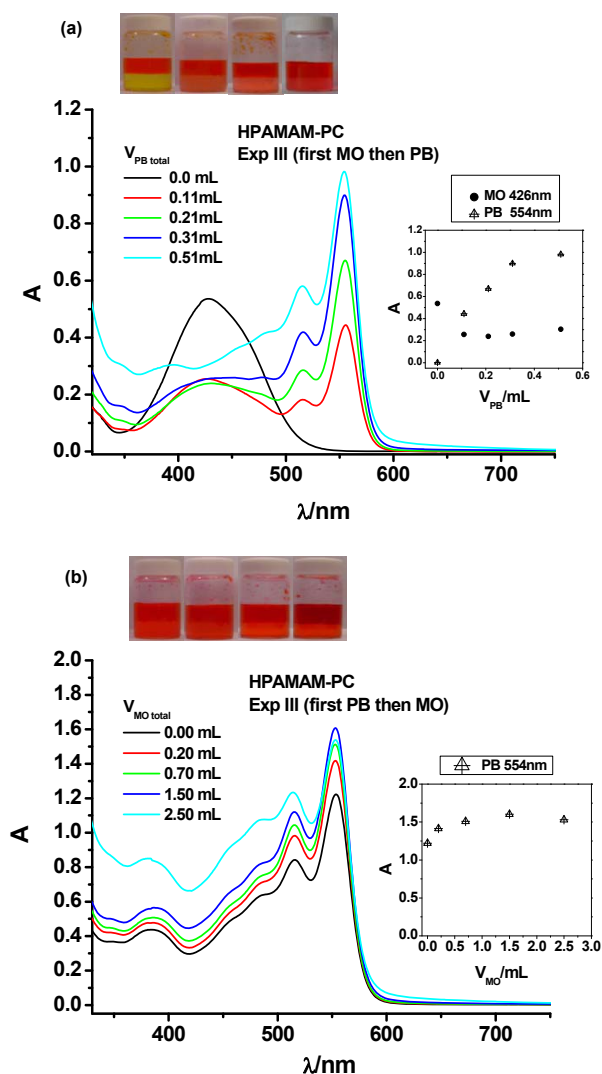 (a)
1.2
1.0
0.8
0.6
0.4
0.2
0.0
A
V PB total
0.0 mL
0.11mL
0.21mL
0.31mL
0.51mL
HPAMAM-PC
Exp III (first MO then PB)
MO 426nm
PB 554nm
1.0
0.8
0.6
0.4
0.2
0.0
A
0.0 0.2 0.4 0.6
V PB/mL
400 500 600 700
λ/nm
(b)
2.0
1.8
1.6
1.4
1.2
1.0
0.8
0.6
0.4
0.2
0.0
A
V MO total
0.00 mL
0.20 mL
0.70 mL
1.50 mL
2.50 mL
HPAMAM-PC
Exp III (first PB then MO)
PB 554nm
2.0
1.5
1.0
0.5
0.0
A
0.0 0.5 1.0 1.5 2.0 2.5 3.0
V MO/mL
400 500 600 700
λ/nm